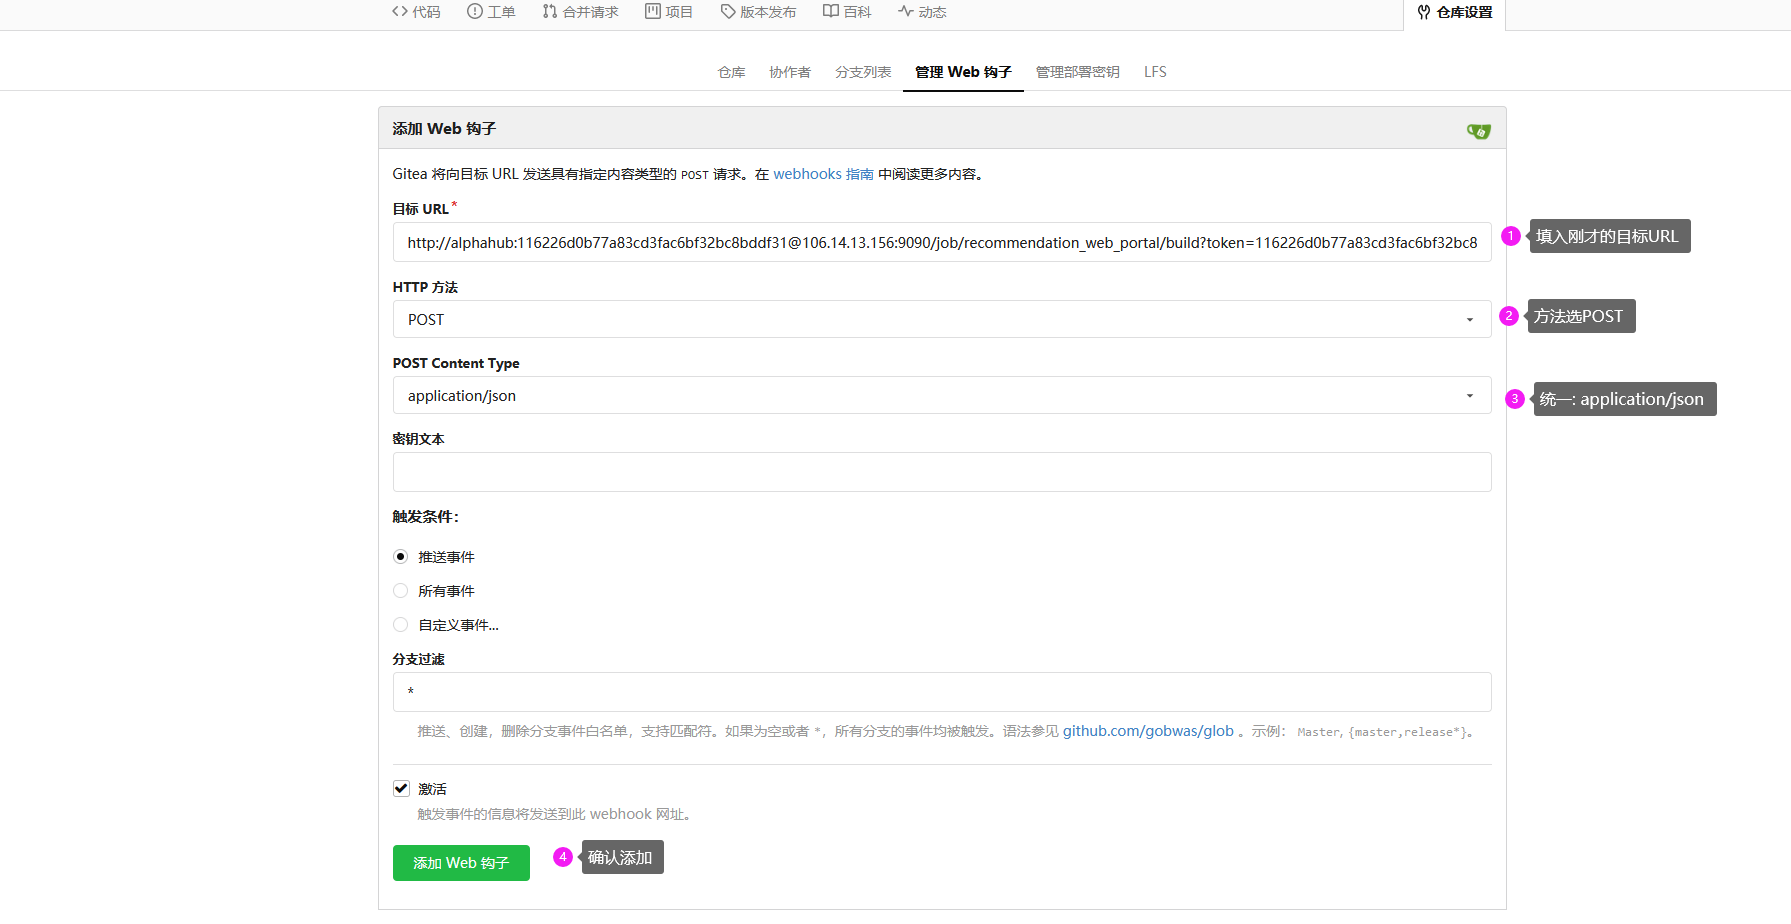 代码 工单 合并请求 项目 版本发布 百科 动态 仓库设置
仓库 协作者 分支列表 管理 Web 钩子 管理部署密钥 LFS
添加 Web 钩子
Gitea 将向目标 URL 发送具有指定内容类型的 POST 请求。在 webhooks 指南 中阅读更多内容。
目标 URL*
http://alphahub:116226d0b77a83cd3fac6bf32bc8bddf31@106.14.13.156:9090/job/recommendation_web_portal/build?token=116226d0b77a83cd3fac6bf32bc8
1 填入刚才的目标URL
HTTP 方法
POST
2 方法选POST
POST Content Type
application/json
3 统一: application/json
密钥文本
触发条件：
推送事件
所有事件
自定义事件...
分支过滤
*
推送、创建，删除分支事件白名单，支持匹配符。如果为空或者 *，所有分支的事件均被触发。语法参见 github.com/gobwas/glob 。示例： Master, {master,release*}。
激活
触发事件的信息将发送到此 webhook 网址。
添加 Web 钩子
4 确认添加